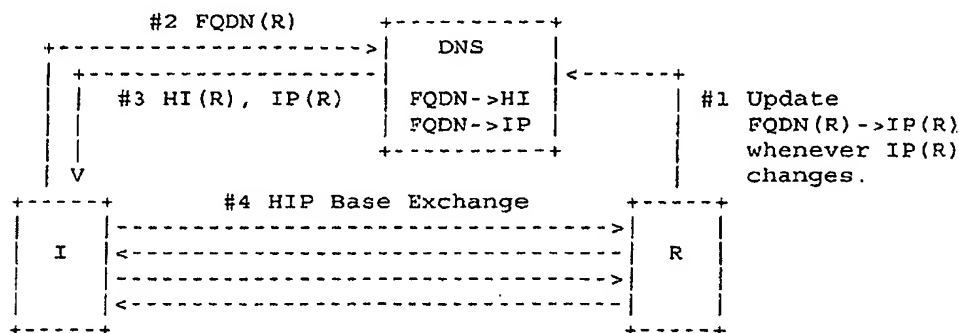 #2 FQDN(R)
DNS
#3 HI(R), IP(R)
FQDN->HI
FQDN->IP
#1 Update
FQDN(R)->IP(R)
whenever IP(R)
changes.
#4 HIP Base Exchange
I
R